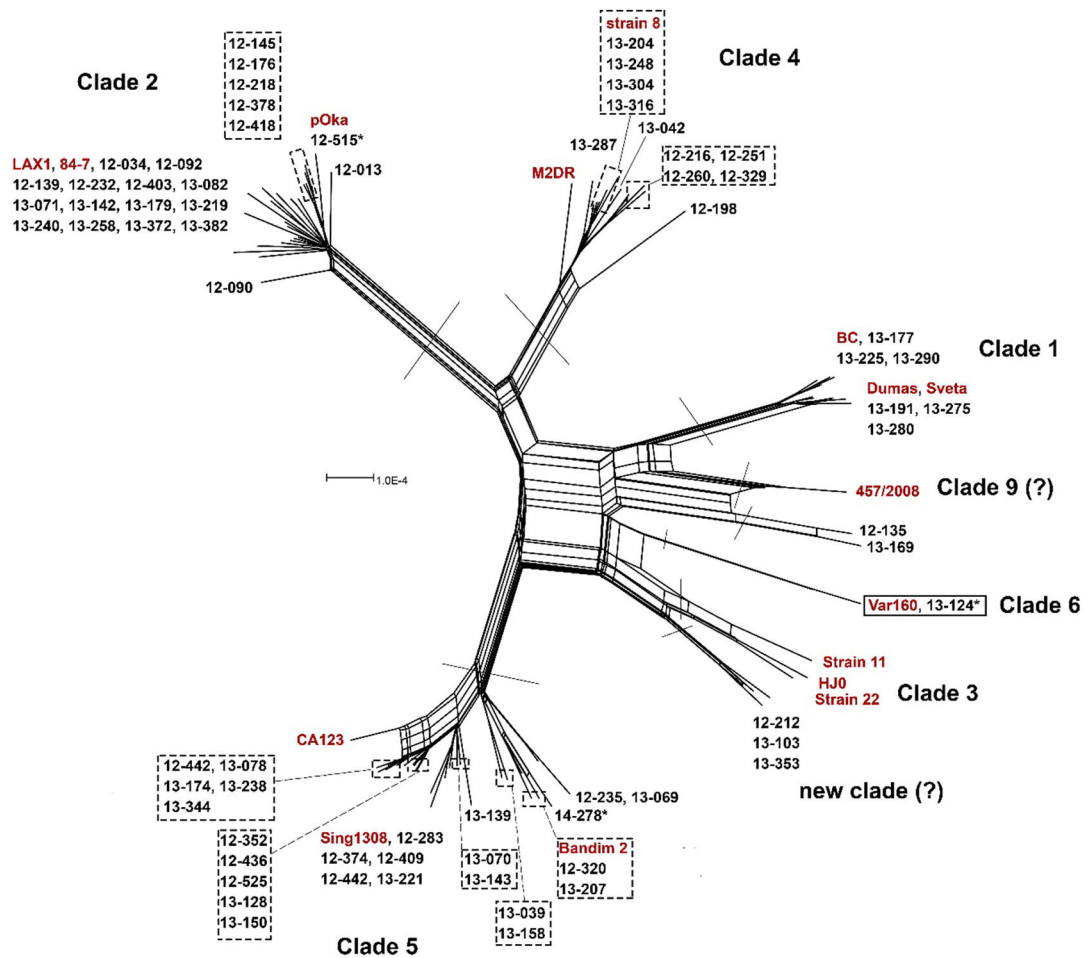 Clade 2
12-145
12-176
12-218
12-378
12-418
pOka
12-515*
12-013
LAX1, 84-7, 12-034, 12-092
12-139, 12-232, 12-403, 13-082
13-071, 13-142, 13-179, 13-219
13-240, 13-258, 13-372, 13-382
12-090
strain 8
13-204
13-248
13-304
13-316
Clade 4
13-042
13-287
M2DR
12-216, 12-251
12-260, 12-329
12-198
BC, 13-177
13-225, 13-290
Clade 1
Dumas, Sveta
13-191, 13-275
13-280
1.0E-4
457/2008
Clade 9 (?)
12-135
13-169
Var160, 13-124*
Clade 6
Strain 11
HJ0
Strain 22
Clade 3
12-212
13-103
13-353
new clade (?)
CA123
12-442, 13-078
13-174, 13-238
13-344
12-352
12-436
12-525
13-128
13-150
Sing1308, 12-283
12-374, 12-409
12-442, 13-221
13-139
13-070
13-143
13-039
13-158
12-235, 13-069
14-278*
Bandim 2
12-320
13-207
Clade 5